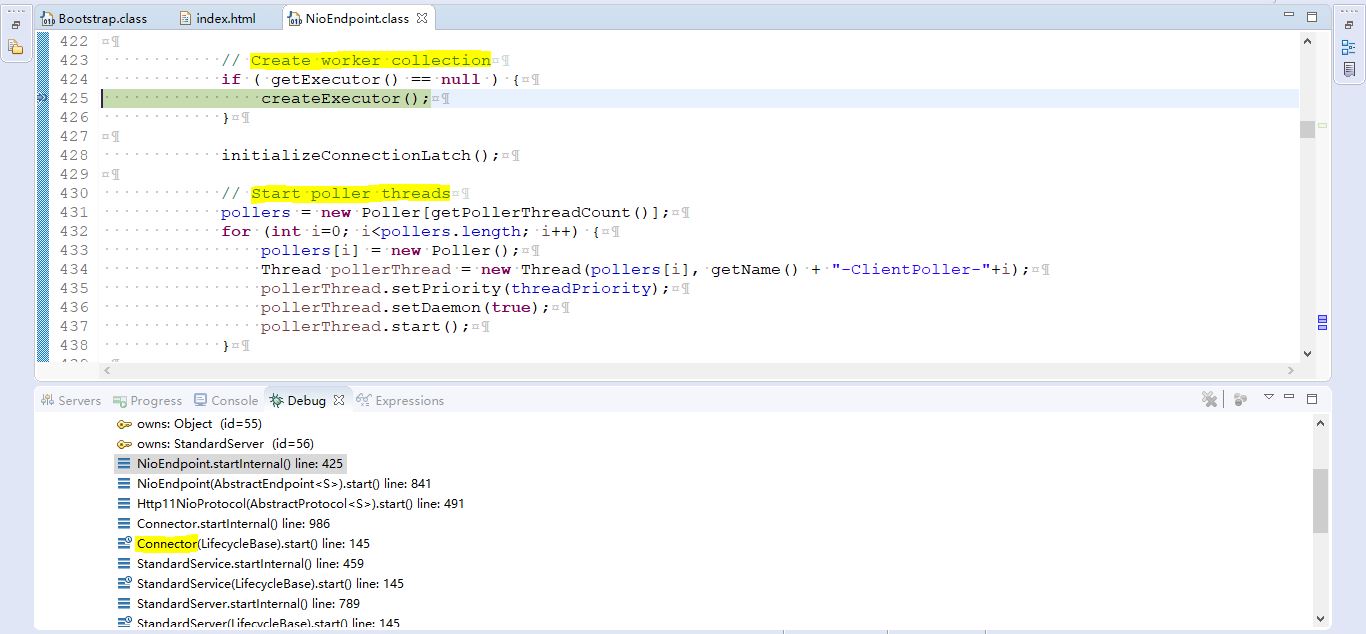 Bootstrap.class index.html NioEndpoint.class
422
423 // Create worker collection
424 if ( getExecutor() == null ) {
425 createExecutor();
426 }
427
428 initializeConnectionLatch();
429
430 // Start poller threads
431 pollers = new Poller[getPollerThreadCount()];
432 for (int i=0; i<pollers.length; i++) {
433 pollers[i] = new Poller();
434 Thread pollerThread = new Thread(pollers[i], getName() + "-ClientPoller-"+i);
435 pollerThread.setPriority(threadPriority);
436 pollerThread.setDaemon(true);
437 pollerThread.start();
438 }
Servers Progress Console Debug Expressions
owns: Object (id=55)
owns: StandardServer (id=56)
NioEndpoint.startInternal() line: 425
NioEndpoint(AbstractEndpoint<S>).start() line: 841
Http11NioProtocol(AbstractProtocol<S>).start() line: 491
Connector.startInternal() line: 986
Connector(LifecycleBase).start() line: 145
StandardService.startInternal() line: 459
StandardService(LifecycleBase).start() line: 145
StandardServer.startInternal() line: 789
StandardServer(LifecycleBase).start() line: 145